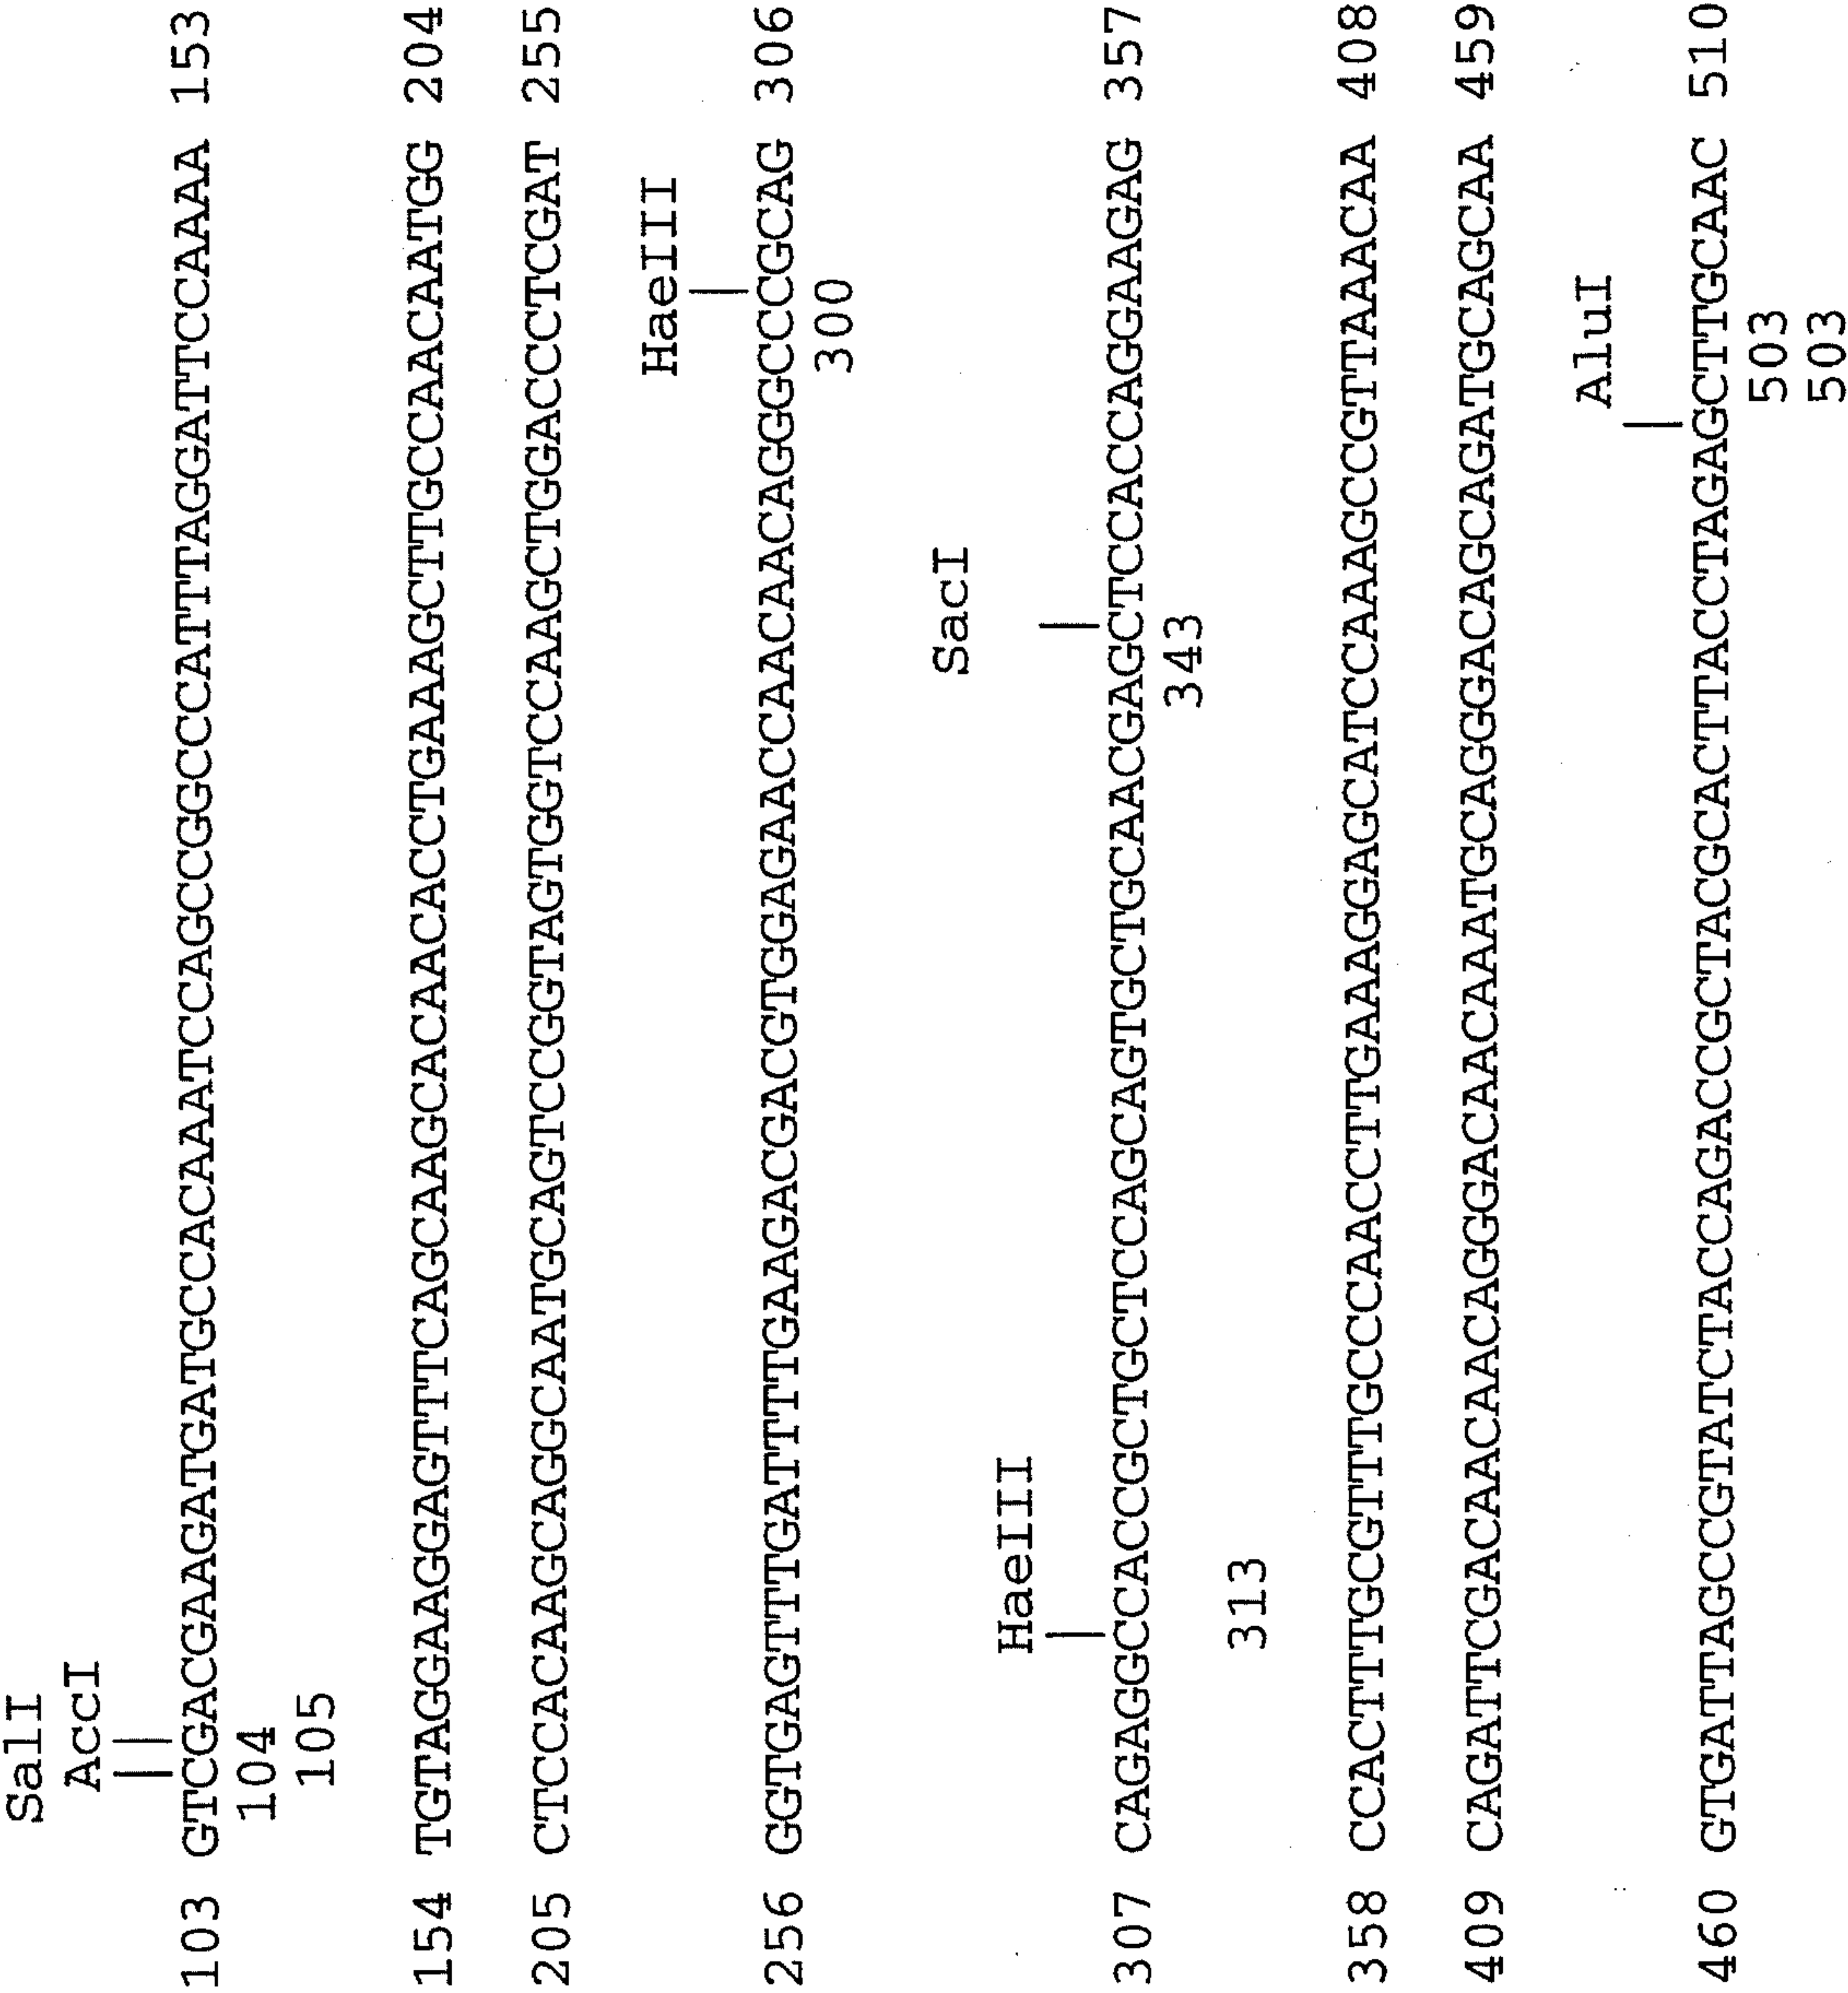 SalI
AccI
103 GTCGACGAAGATGATGCCACAAATCCAGCCGGCCCATTTAGGATTCCAAAA 153
104
105
154 TGTAGGAAGGAGTTTCAGCAAGCACAACACCTGAAAGCTTGCCAACAATGG 204
205 CTCCACAAGCAGGCAATGCAGTCCGGTAGTGGTCCAAGCTGGACCCTCGAT 255
HaeIII
256 GGTGAGTTTGATTTTGAAGACGACGTGGAGAACCAACAACAGGGCCCGCAG 306
300
SacI
HaeIII
307 CAGAGGCCACCGCTGCTCCAGCAGTGCTGCAACGAGCTCCACCAGGAAGAG 357
343
313
358 CCACTTTGCGTTTGCCCAACCTTGAAAGGAGCATCCAAAGCCGTTAAACAA 408
409 CAGATTCGACAACAACAGGGACAACAAATGCAGGGACAGCAGATGCAGCAA 459
AluI
460 GTGATTAGCCGTATCTACCAGACCGCTACGCACTTACCTAGAGCTTGCAAC 510
503
503